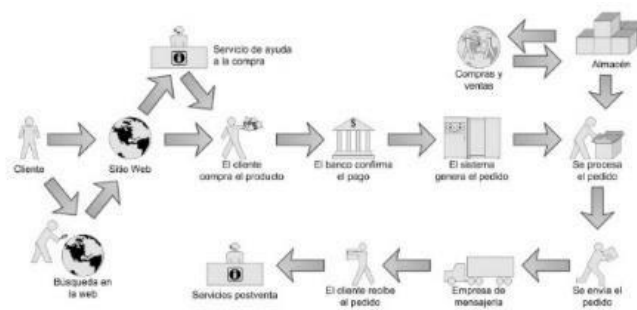 Servicio de ayuda
a la compra
Compras y
ventas
Almacén
Cliente
Sitio Web
El cliente
compra el producto
El banco confirma
el pago
El sistema
genera el pedido
Se procesa
el pedido
Búsqueda en
la web
Servicios postventa
El cliente recibe
el pedido
Empresa de
mensajería
Se envía el
pedido